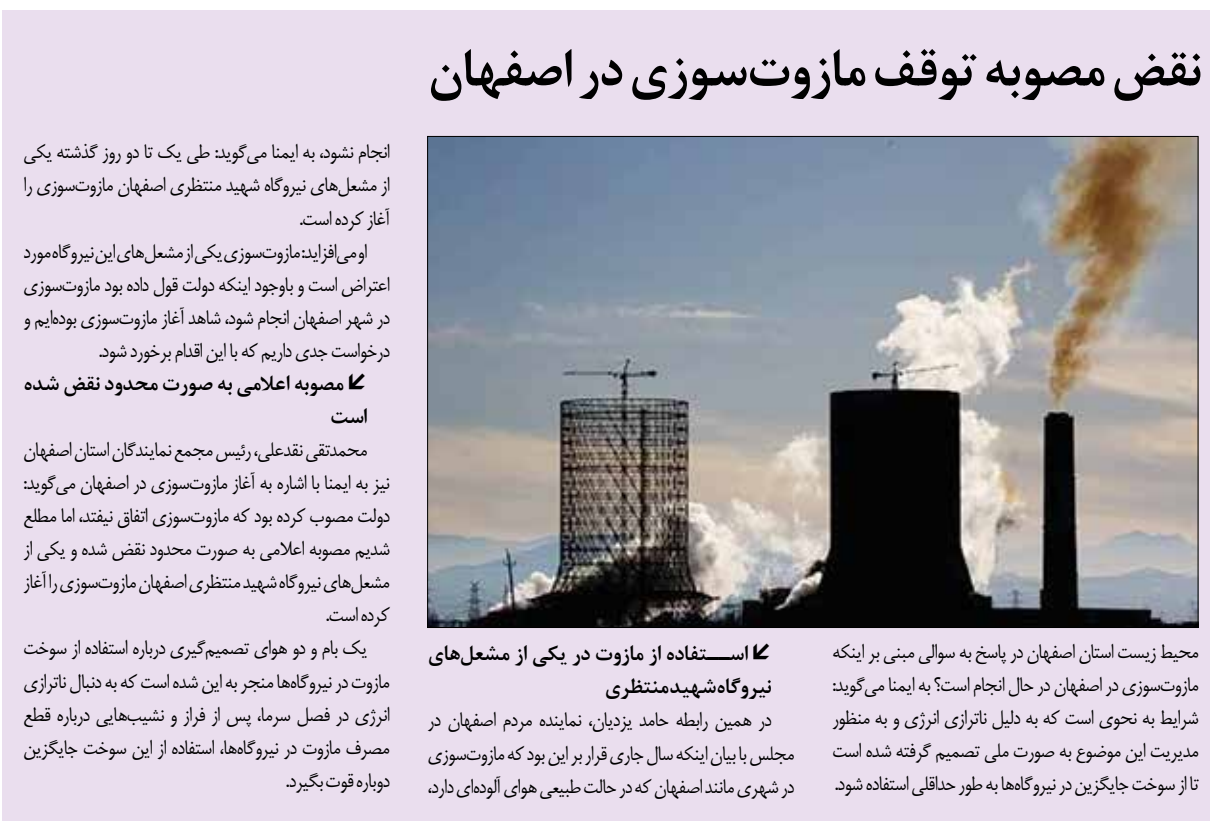 نقض مصوبه توقف مازوت‌سوزی در اصفهان
محیط زیست استان اصفهان در پاسخ به سوالی مبنی بر اینکه
مازوت‌سوزی در اصفهان در حال انجام است؟ به ایمنا می‌گوید:
شرایط به نحوی است که به دلیل ناترازی انرژی و به منظور
مدیریت این موضوع به صورت ملی تصمیم گرفته شده است
تا از سوخت جایگزین در نیروگاه‌ها به طور حداقلی استفاده شود.
استفاده از مازوت در یکی از مشعل‌های
نیروگاه‌شهیدمنتظری
در همین رابطه حامد یزدیان، نماینده مردم اصفهان در
مجلس با بیان اینکه سال جاری قرار بر این بود که مازوت‌سوزی
در شهری مانند اصفهان که در حالت طبیعی هوای آلوده‌ای دارد،
انجام نشود، به ایمنا می‌گوید: طی یک تا دو روز گذشته یکی
از مشعل‌های نیروگاه شهید منتظری اصفهان مازوت‌سوزی را
آغاز کرده است.
او می‌افزاید: مازوت‌سوزی یکی از مشعل‌های این نیروگاه مورد
اعتراض است و باوجود اینکه دولت قول داده بود مازوت‌سوزی
در شهر اصفهان انجام شود، شاهد آغاز مازوت‌سوزی بوده‌ایم و
درخواست جدی داریم که با این اقدام برخورد شود.
مصوبه اعلامی به صورت محدود نقض شده
است
محمدتقی نقدعلی، رئیس مجمع نمایندگان استان اصفهان
نیز به ایمنا با اشاره به آغاز مازوت‌سوزی در اصفهان می‌گوید:
دولت مصوب کرده بود که مازوت‌سوزی اتفاق نیفتد، اما مطلع
شدیم مصوبه اعلامی به صورت محدود نقض شده و یکی از
مشعل‌های نیروگاه شهید منتظری اصفهان مازوت‌سوزی را آغاز
کرده است.
یک بام و دو هوای تصمیم‌گیری درباره استفاده از سوخت
مازوت در نیروگاه‌ها منجر به این شده است که به دنبال ناترازی
انرژی در فصل سرما، پس از فراز و نشیب‌هایی درباره قطع
مصرف مازوت در نیروگاه‌ها، استفاده از این سوخت جایگزین
دوباره قوت بگیرد.